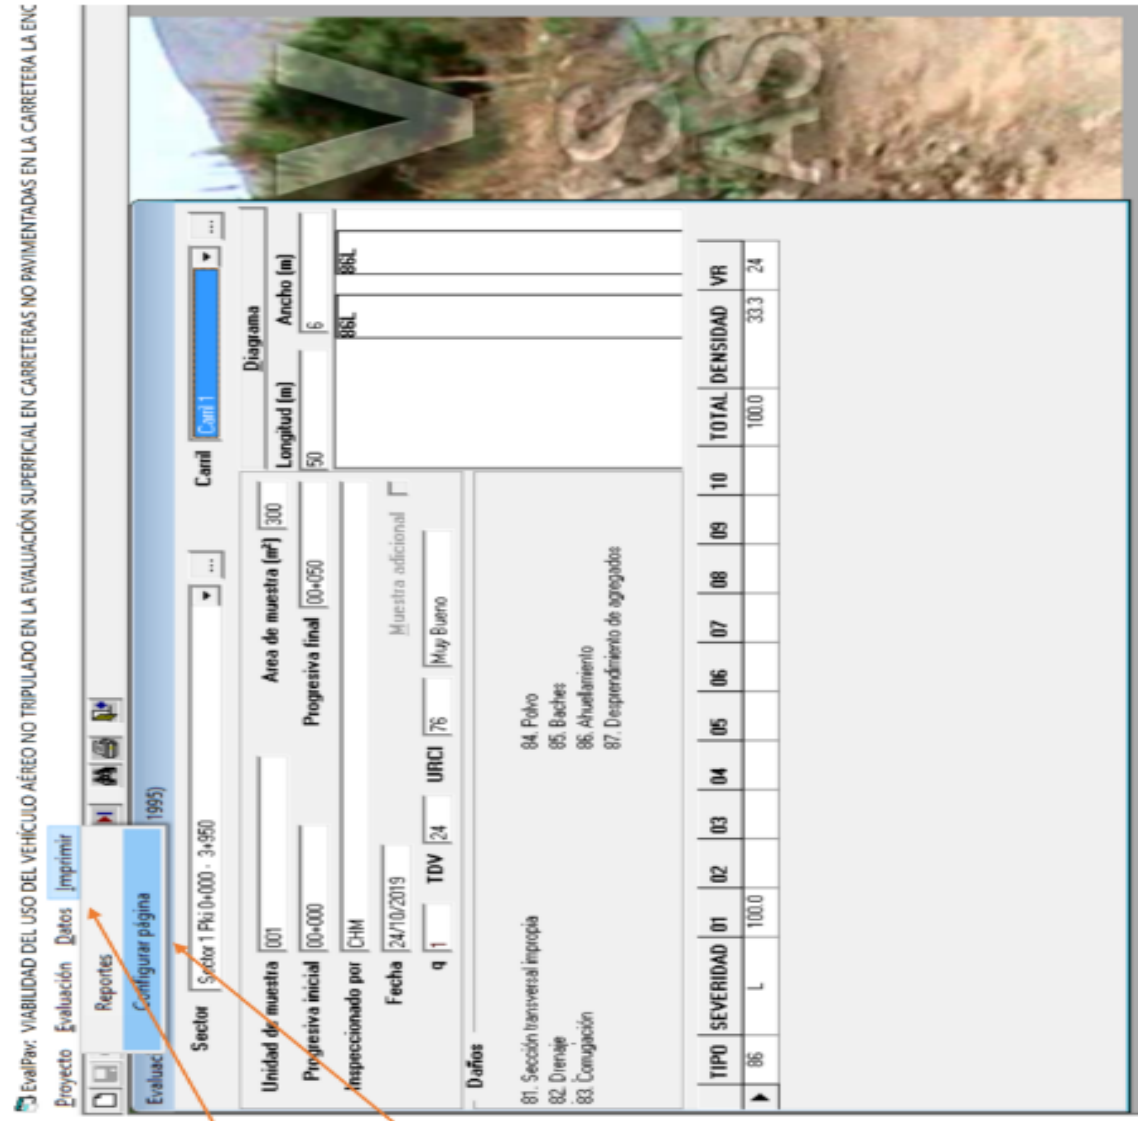 EvalPav: VIABILIDAD DEL USO DEL VEHÍCULO AÉREO NO TRIPULADO EN LA EVALUACIÓN SUPERFICIAL EN CARRETERAS NO PAVIMENTADAS EN LA CARRETERA LA ENC
Proyecto Evaluación Datos Imprimir
Reportes
Configurar página
Evaluac 1995)
Sector Sector 1 Pki 0+000 - 3+950 ... Carril Carril 1 ...
Unidad de muestra 001 Area de muestra (m²) 300
Progresiva inicial 00+000 Progresiva final 00+050
Inspeccionado por CHM
Fecha 24/10/2019 Muestra adicional
q 1 TDV 24 URCI 76 Muy Bueno
Diagrama
Longitud (m) Ancho (m)
50 6
86L 86L
Daños
81. Sección transversal impropia
82. Drenaje
83. Corrugación
84. Polvo
85. Baches
86. Ahuellamiento
87. Desprendimiento de agregados
TIPO SEVERIDAD 01 02 03 04 05 06 07 08 09 10 TOTAL DENSIDAD VR
86 L 100.0 100.0 33.3 24
V
AS